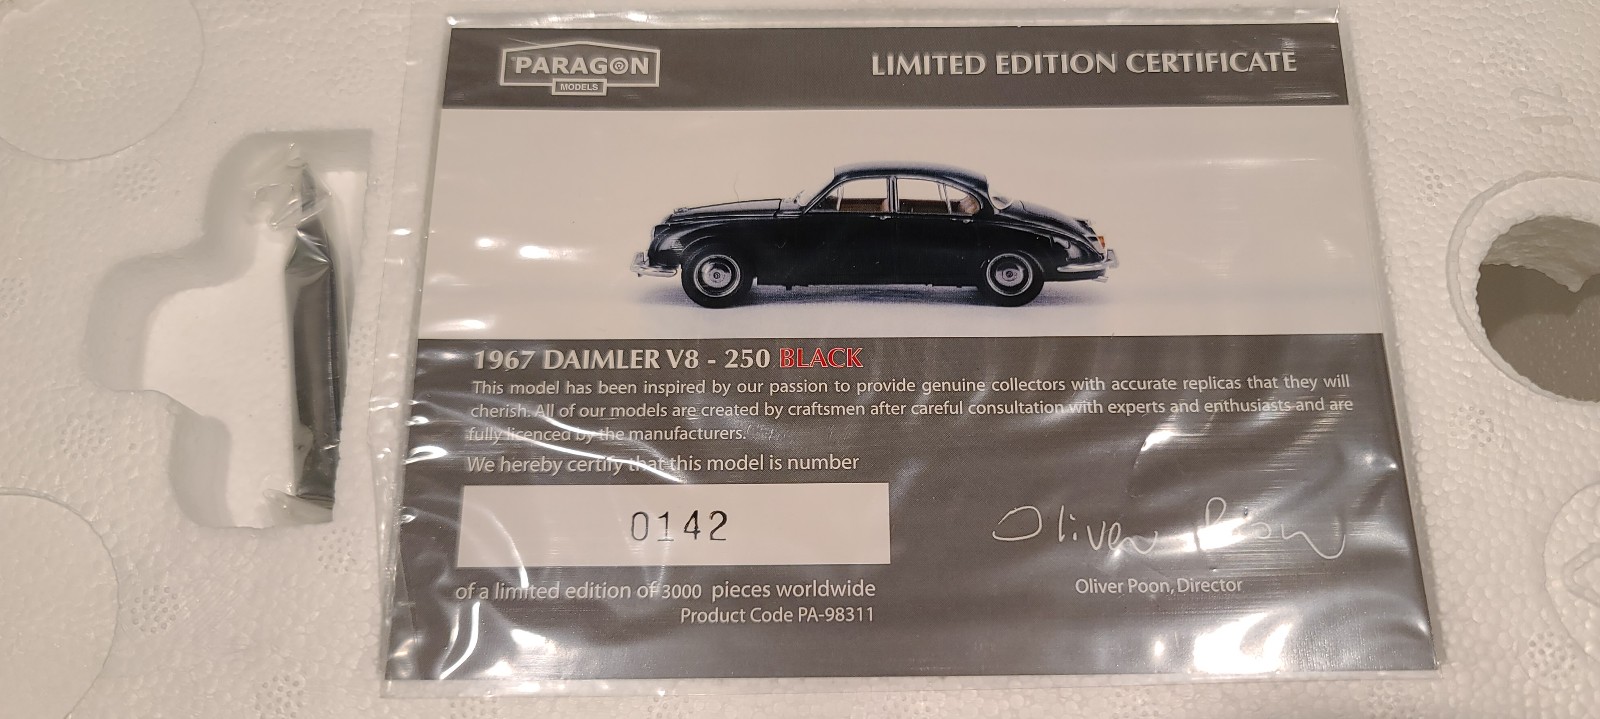 PARAGON
MODELS
LIMITED EDITION CERTIFICATE
1967 DAIMLER V8 - 250 BLACK
This model has been inspired by our passion to provide genuine collectors with accurate replicas that they will
cherish. All of our models are created by craftsmen after careful consultation with experts and enthusiasts and are
fully licenced by the manufacturers.
We hereby certify that this model is number
0142
of a limited edition of 3000 pieces worldwide
Product Code PA-98311
Oliver Poon
Oliver Poon, Director